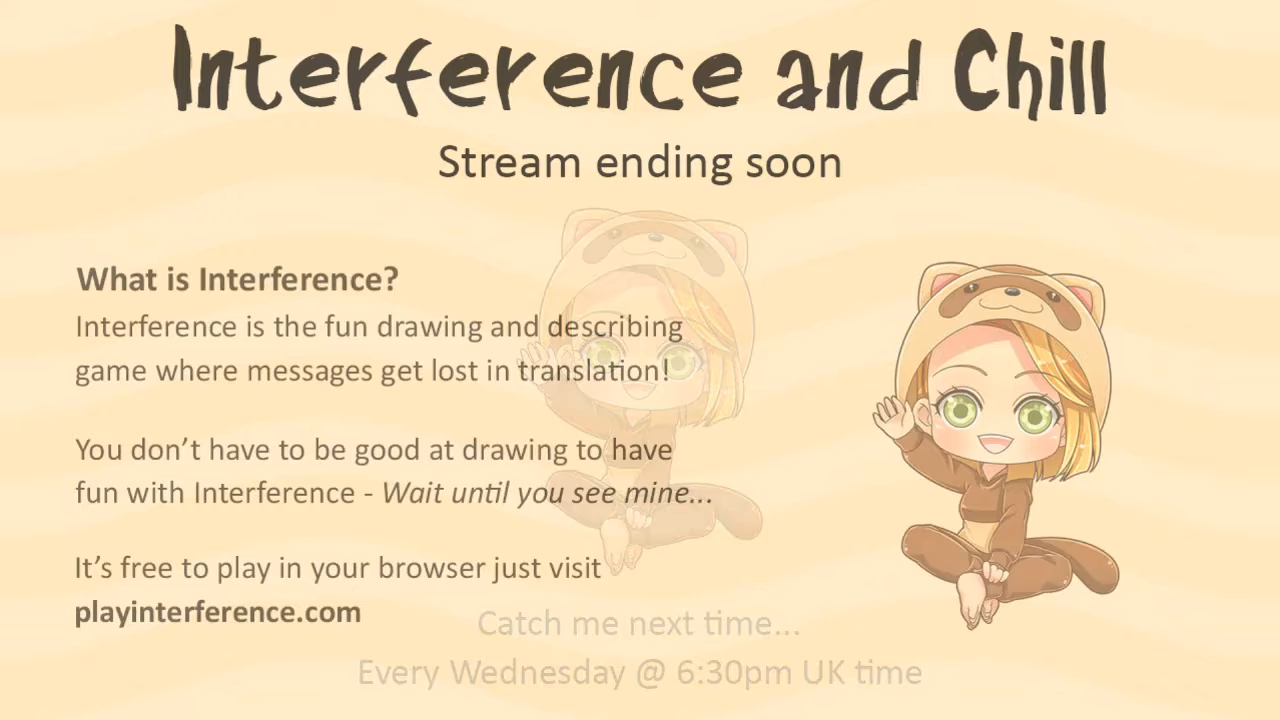 Interference and Chill
Stream ending soon
What is Interference?
Interference is the fun drawing and describing
game where messages get lost in translation!
You don’t have to be good at drawing to have
fun with Interference - Wait until you see mine...
It’s free to play in your browser just visit
playinterference.com
Catch me next time...
Every Wednesday @ 6:30pm UK time